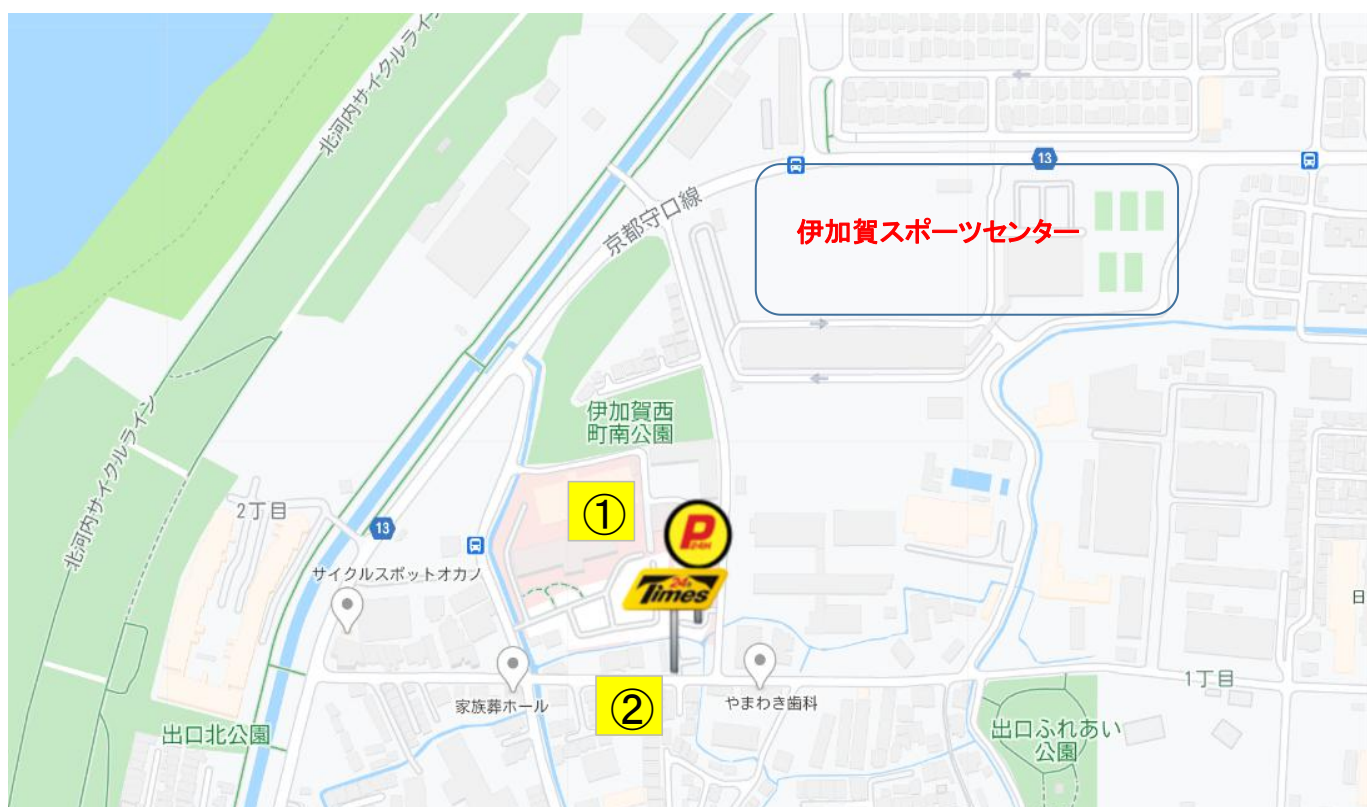 北河内サイクルライン
13
京都守口線
伊加賀スポーツセンター
伊加賀西
町南公園
北河内サイクルライン
2丁目
①
P
24H
13
サイクルスポットオカノ
24h
Times
日
家族葬ホール
②
やまわき歯科
1丁目
出口北公園
出口ふれあい
公園